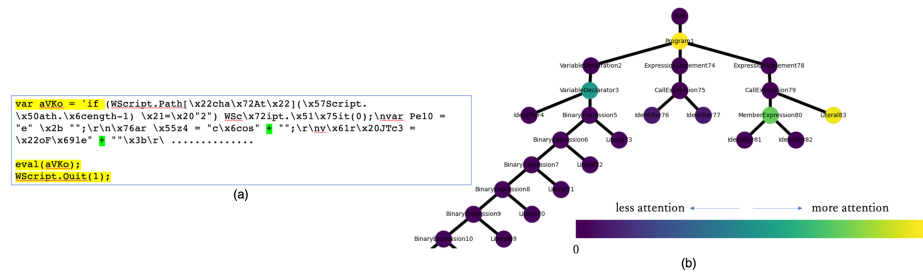 var aVKo = 'if (WScript.Path[\x22cha\x72At\x22](\x57Script.
\x50ath.\x6cength-1) \x21=\x20"2") WSc\x72ipt.\x51\x75it(0);\nvar Pel0 =
"e" \x2b "";\r\n\x76ar \x55z4 = "c\x6cos" + "";\r\nv\x61r\x20JTc3 =
\x22oF\x691e" + ""\x3b\r\ ..............
eval(aVKo);
WScript.Quit(1);
(a)
Program1
VariableDeclaration2
ExpressionStatement74
ExpressionStatement78
VariableDeclarator3
CallExpression75
CallExpression79
Identifier4
BinaryExpression5
Identifier76
Identifier77
MemberExpression80
Literal83
BinaryExpression6
Literal73
Identifier81
Identifier82
BinaryExpression7
Literal72
BinaryExpression8
Literal71
BinaryExpression9
Literal70
BinaryExpression10
Literal69
less attention
more attention
0
(b)